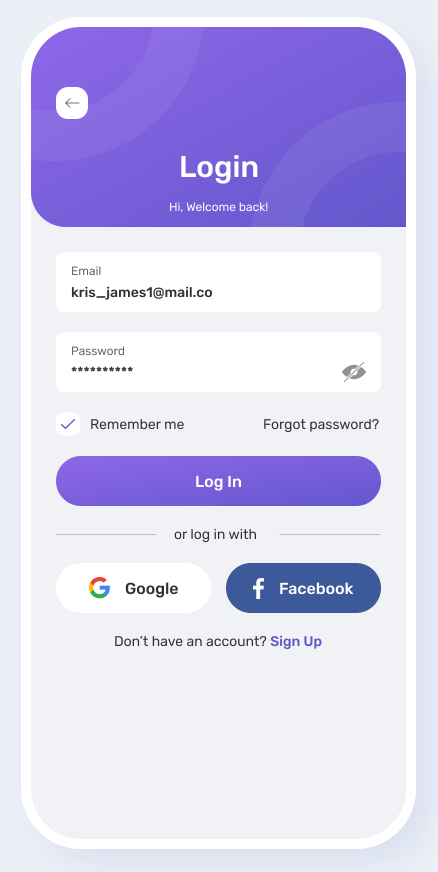 Login
Hi, Welcome back!
Email
kris_james1@mail.co
Password
**********
Remember me
Forgot password?
Log In
or log in with
Google
Facebook
Don’t have an account? Sign Up